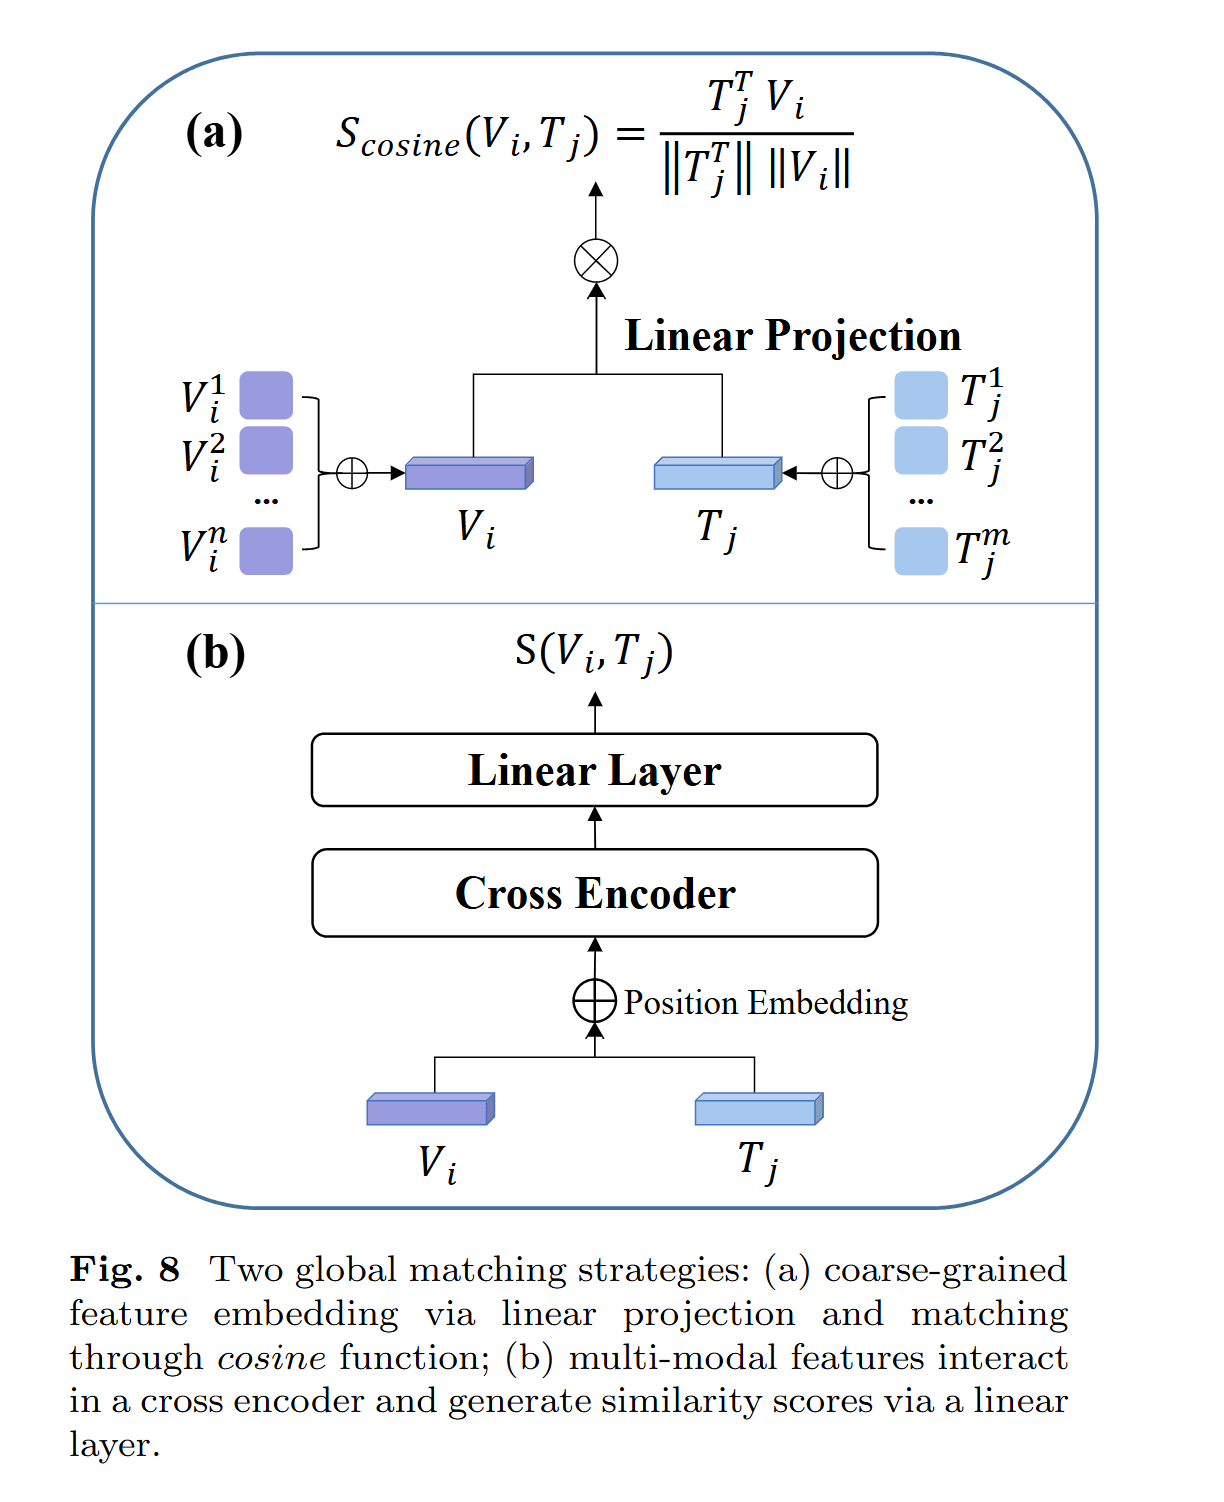 (a) S_cosine(V_i, T_j) = T_j^T V_i / ‖T_j^T‖ ‖V_i‖
Linear Projection
V_i^1
V_i^2
...
V_i^n
V_i
T_j
T_j^1
T_j^2
...
T_j^m
(b) S(V_i, T_j)
Linear Layer
Cross Encoder
Position Embedding
V_i
T_j
Fig. 8 Two global matching strategies: (a) coarse-grained
feature embedding via linear projection and matching
through cosine function; (b) multi-modal features interact
in a cross encoder and generate similarity scores via a linear
layer.